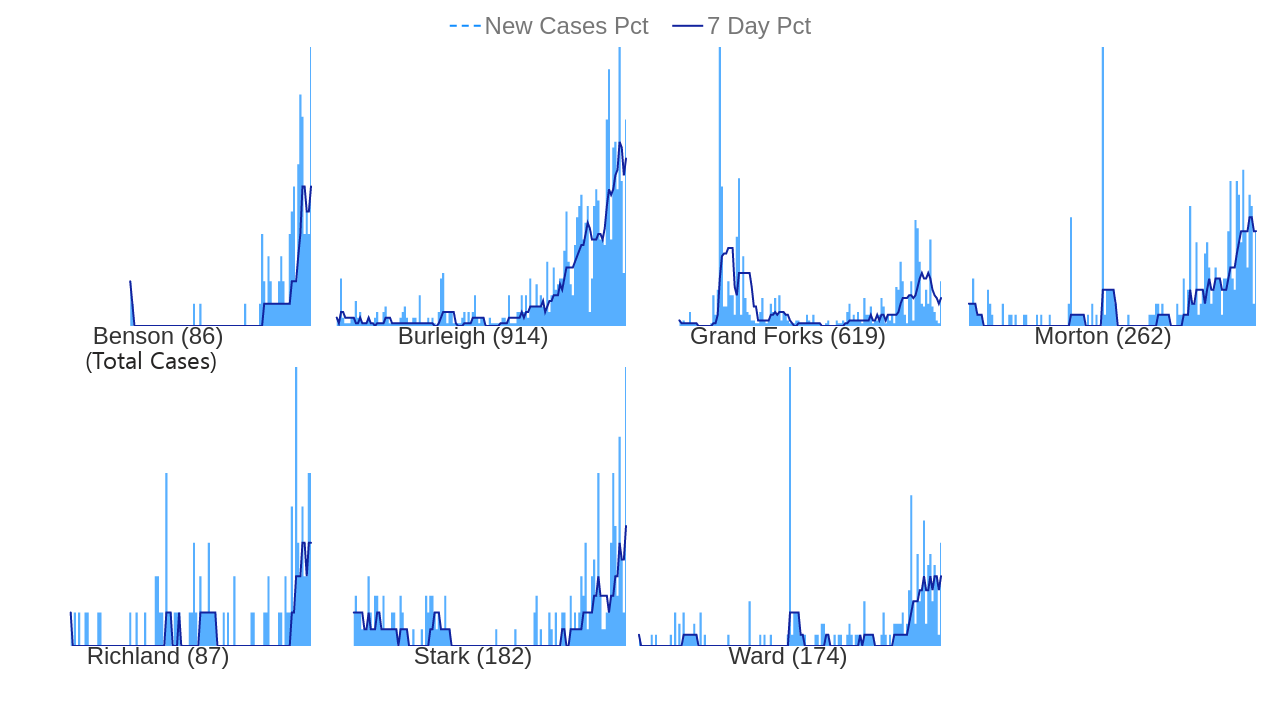 New Cases Pct 7 Day Pct
Benson (86) Burleigh (914) Grand Forks (619) Morton (262)
(Total Cases)
Richland (87) Stark (182) Ward (174)